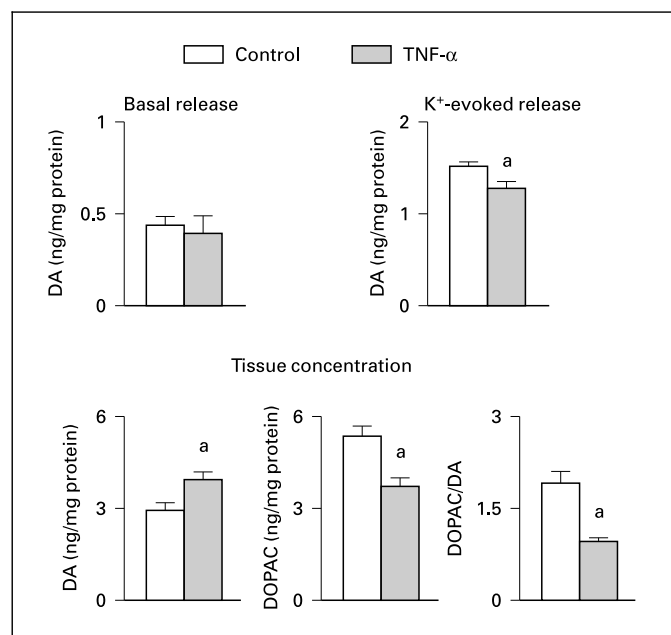 Control TNF-α
Basal release
DA (ng/mg protein)
1
0.5
0
K⁺-evoked release
DA (ng/mg protein)
2
1
0
a
Tissue concentration
DA (ng/mg protein)
6
3
0
a
DOPAC (ng/mg protein)
6
3
0
a
DOPAC/DA
3
1.5
0
a